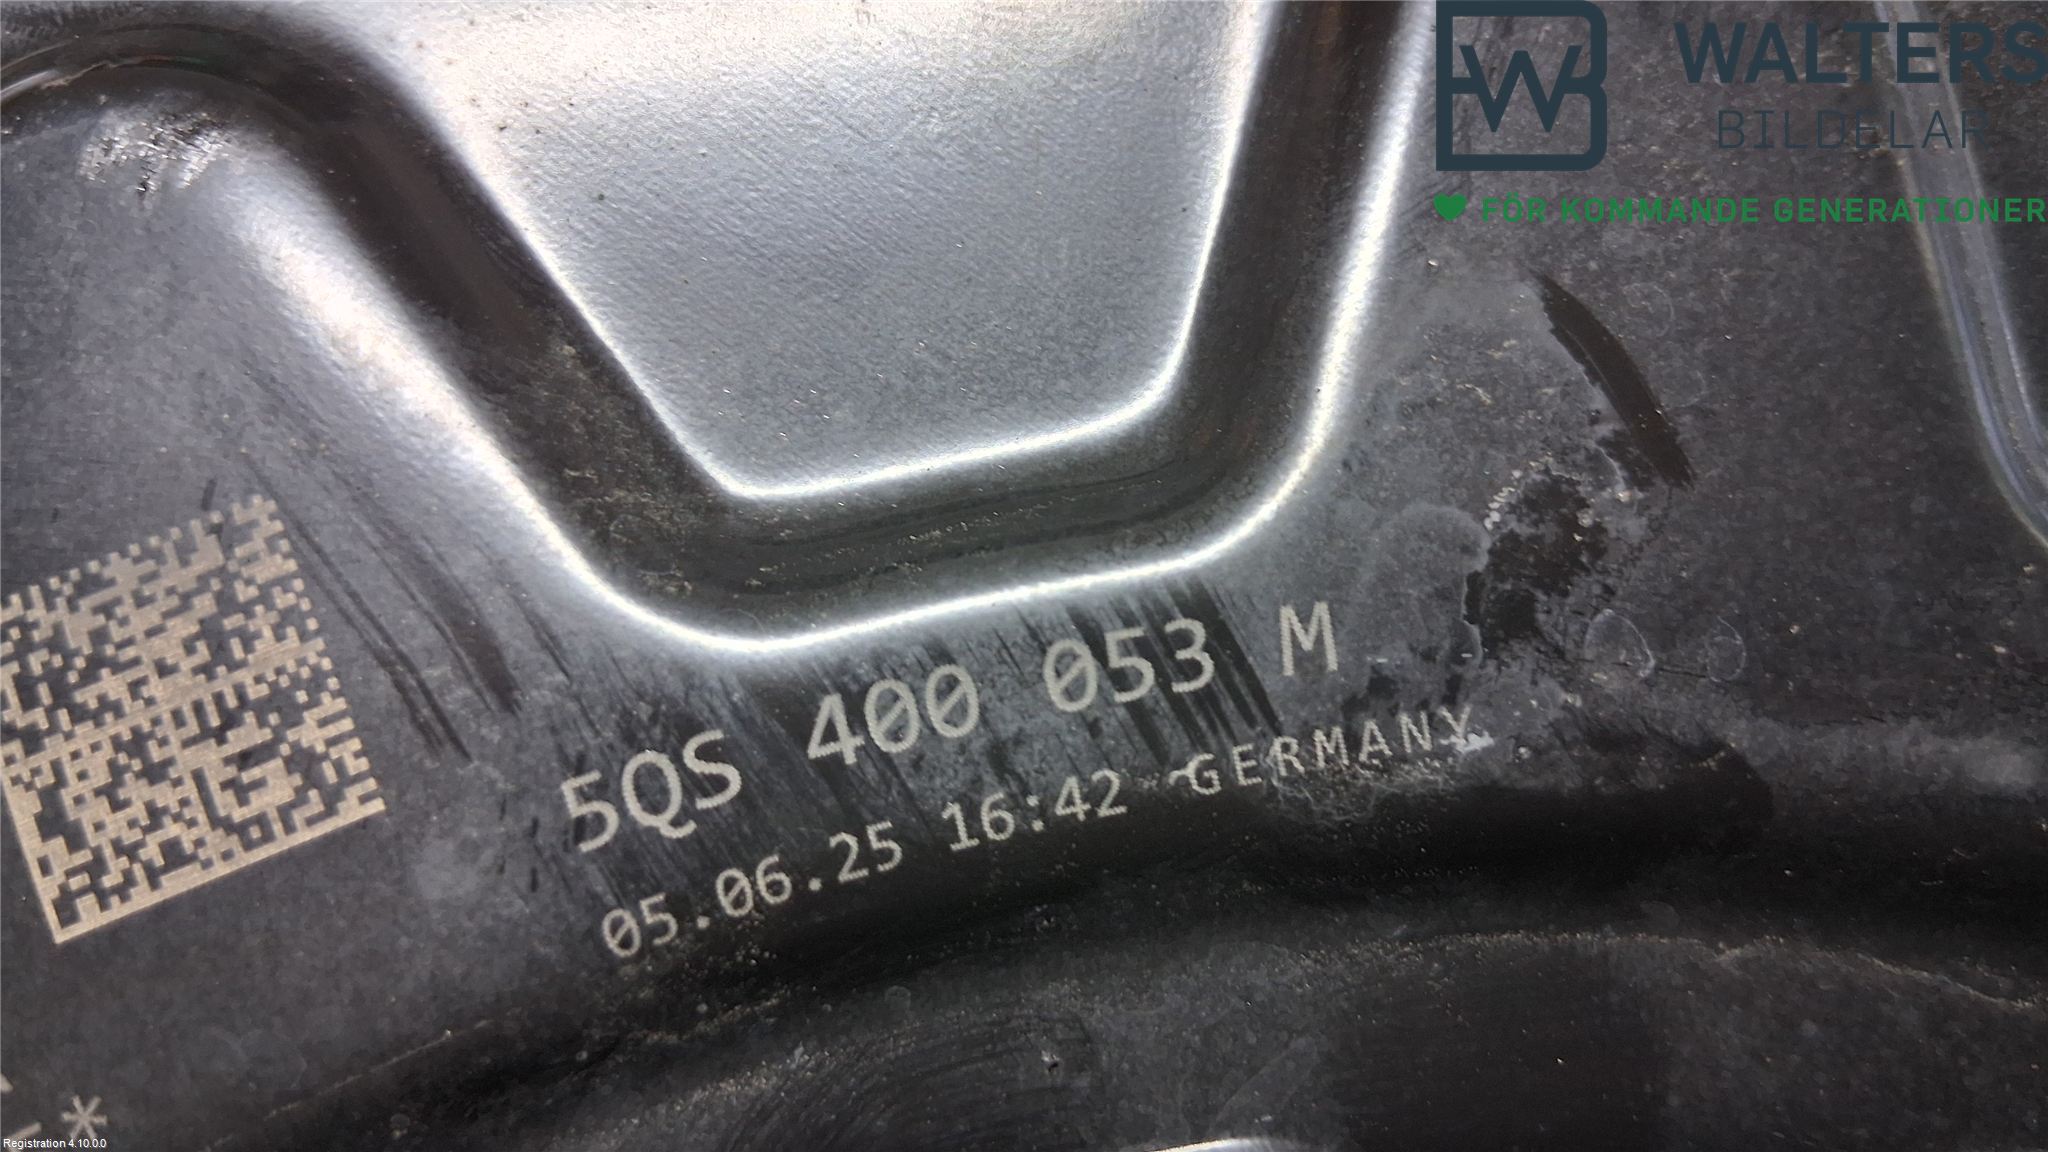 WALTERS
BILDELAR
FÖR KOMMANDE GENERATIONER
5QS 400 053 M
05.06.25 16:42 GERMANY
*
Registration 4.10.0.0